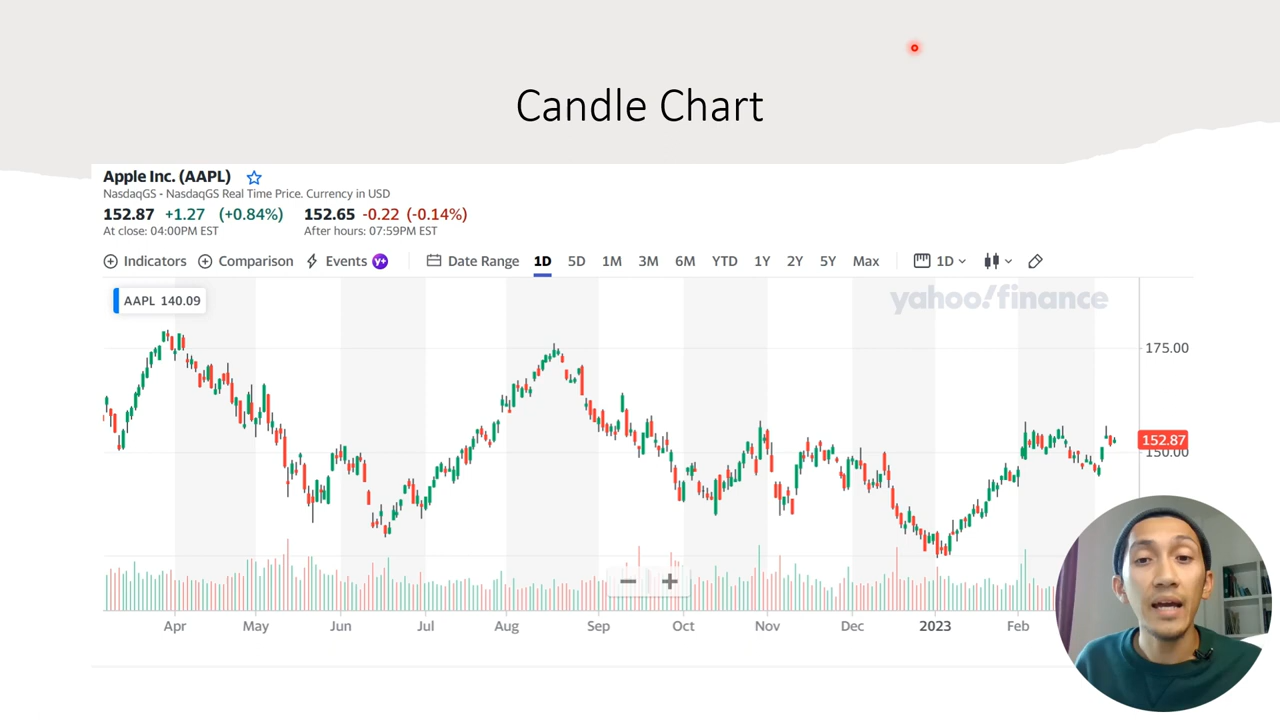 Candle Chart
Apple Inc. (AAPL)
NasdaqGS - NasdaqGS Real Time Price. Currency in USD
152.87 +1.27 (+0.84%) 152.65 -0.22 (-0.14%)
At close: 04:00PM EST After hours: 07:59PM EST
Indicators Comparison Events Y+ Date Range 1D 5D 1M 3M 6M YTD 1Y 2Y 5Y Max 1D
AAPL 140.09
yahoo!finance
175.00
152.87
150.00
Apr May Jun Jul Aug Sep Oct Nov Dec 2023 Feb